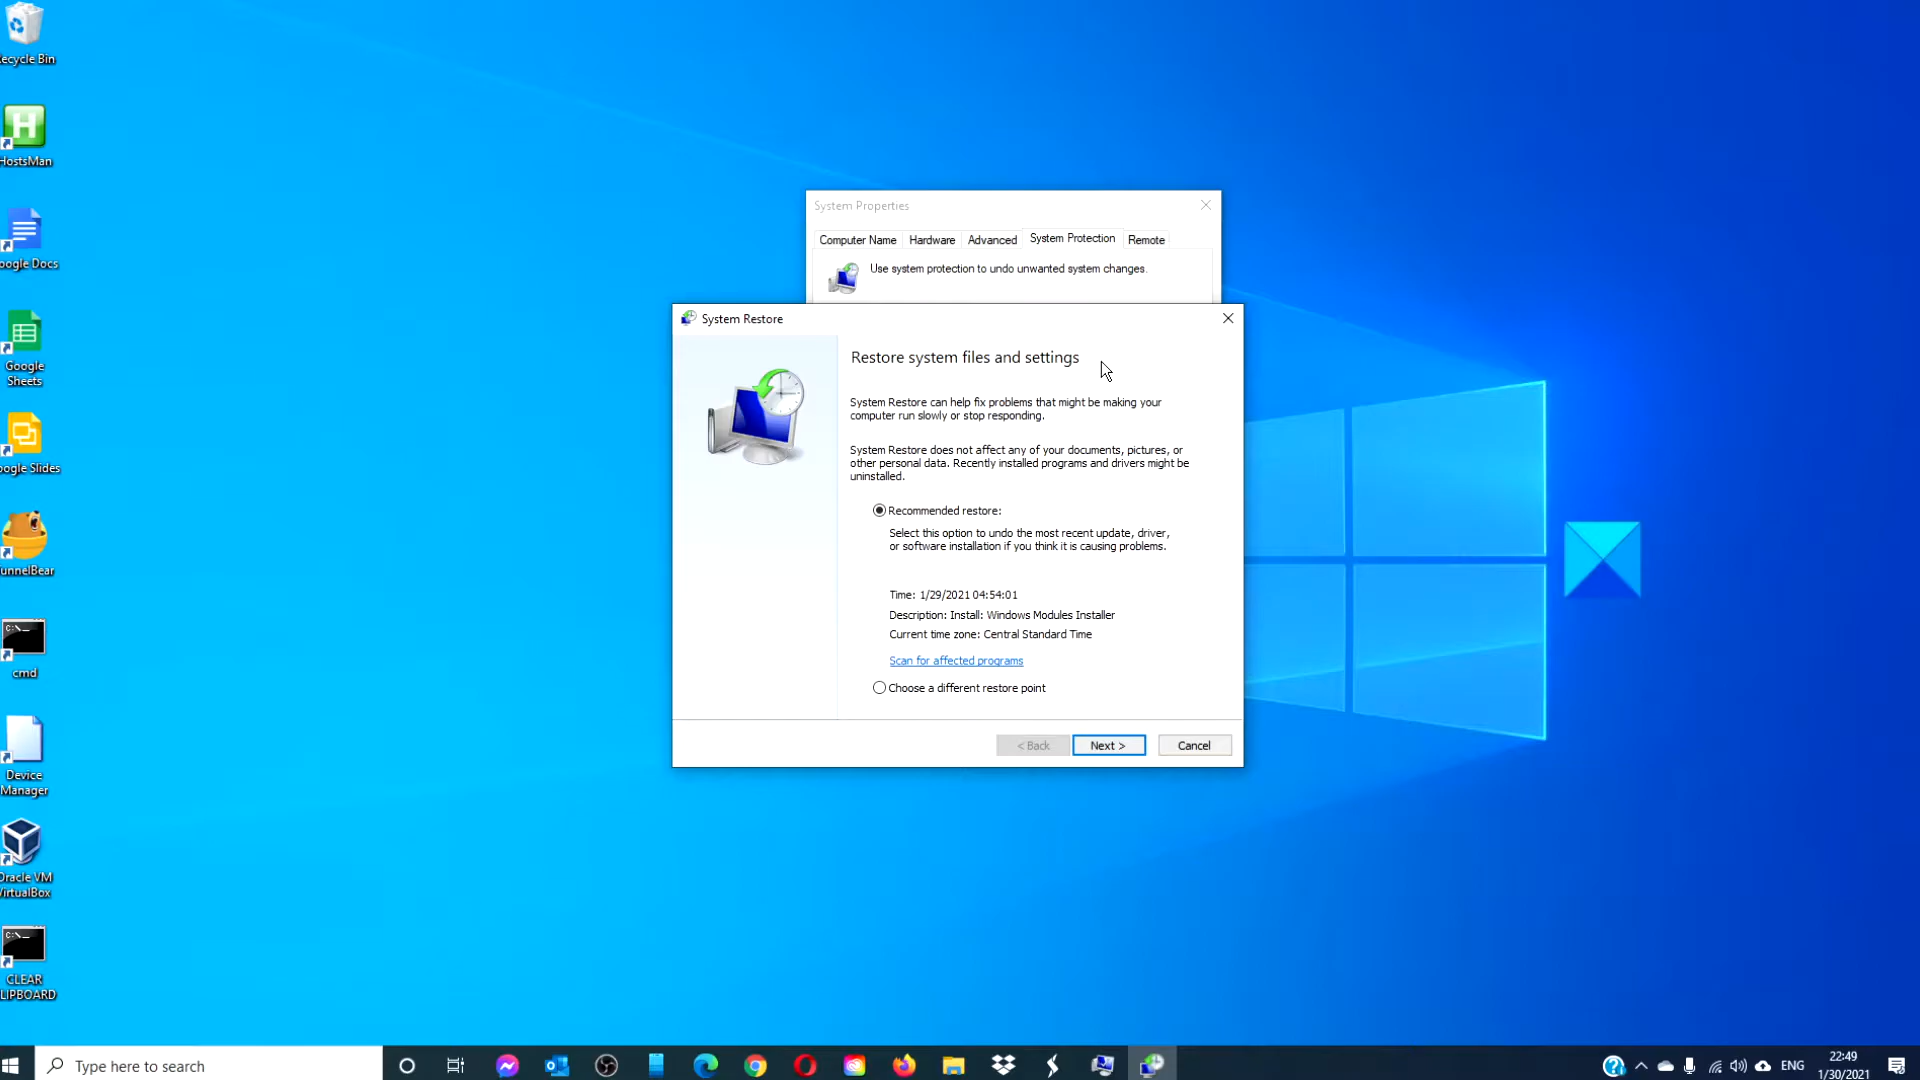 ecycle Bin
HostsMan
oogle Docs
Google
Sheets
oogle Slides
unnelBear
cmd
Device
Manager
Oracle VM
VirtualBox
CLEAR
LIPBOARD
System Properties
Computer Name Hardware Advanced System Protection Remote
Use system protection to undo unwanted system changes.
System Restore
Restore system files and settings
System Restore can help fix problems that might be making your
computer run slowly or stop responding.
System Restore does not affect any of your documents, pictures, or
other personal data. Recently installed programs and drivers might be
uninstalled.
Recommended restore:
Select this option to undo the most recent update, driver,
or software installation if you think it is causing problems.
Time: 1/29/2021 04:54:01
Description: Install: Windows Modules Installer
Current time zone: Central Standard Time
Scan for affected programs
Choose a different restore point
< Back Next > Cancel
Type here to search
ENG
22:49
1/30/2021